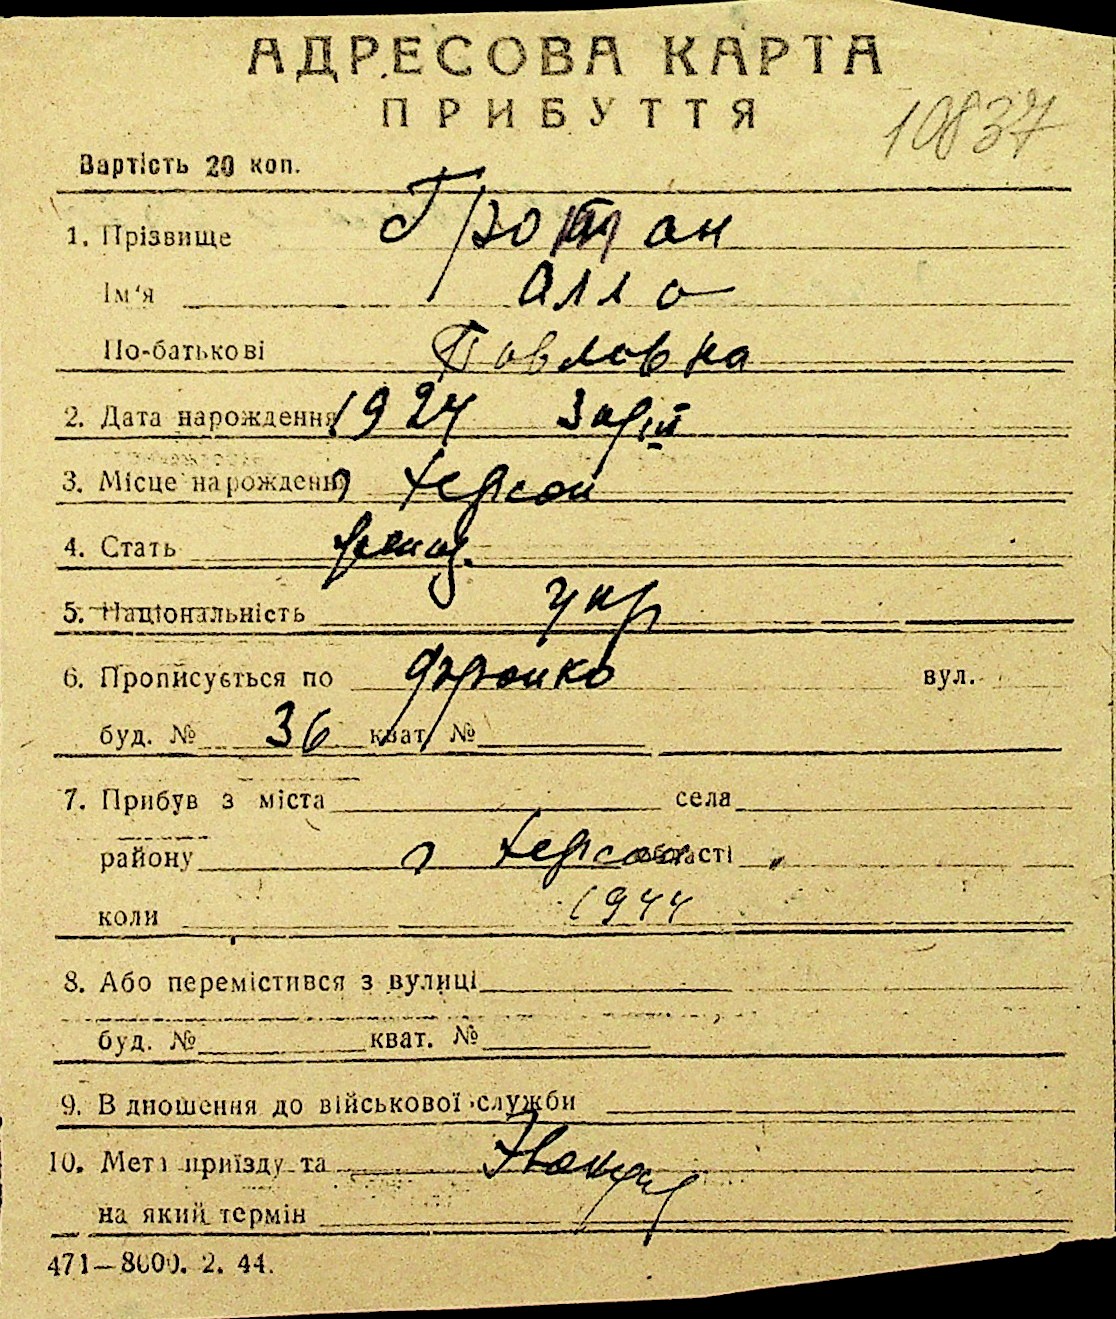 АДРЕСОВА КАРТА
ПРИБУТТЯ
10837
Вартість 20 коп.
1. Прізвище
Ім'я Алла
По-батькові Павловна
2. Дата народження 1924
3. Місце народження г Херсон
4. Стать
5. Національність укр
6. Прописується по Франко вул.
буд. № 36 кват. №
7. Прибув з міста села
району г Херсон області "
коли 1944
8. Або перемістився з вулиці
буд. № кват. №
9. В дношення до військової служби
10. Мета приїзду та
на який термін
471—8000. 2. 44.